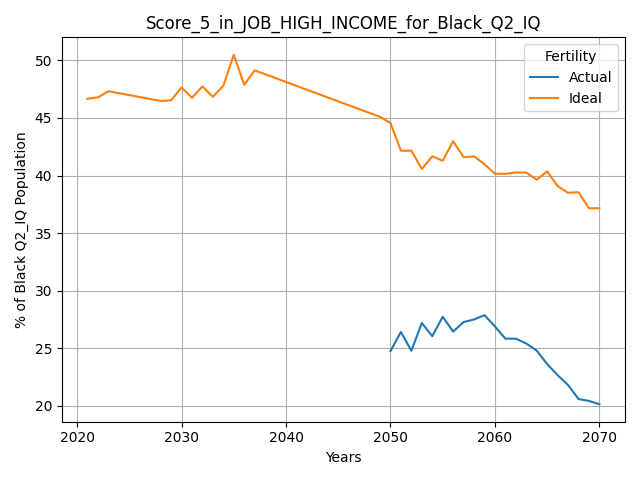 Score_5_in_JOB_HIGH_INCOME_for_Black_Q2_IQ
Fertility
Actual
Ideal
% of Black Q2_IQ Population
50
45
40
35
30
25
20
2020
2030
2040
2050
2060
2070
Years